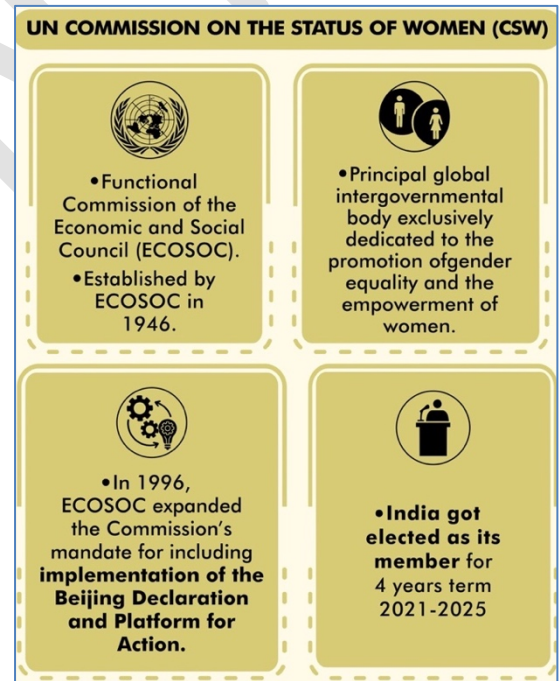 UN COMMISSION ON THE STATUS OF WOMEN (CSW)
•Functional
Commission of the
Economic and Social
Council (ECOSOC).
•Established by
ECOSOC in
1946.
•Principal global
intergovernmental
body exclusively
dedicated to the
promotion ofgender
equality and the
empowerment of
women.
•In 1996,
ECOSOC expanded
the Commission's
mandate for including
implementation of the
Beijing Declaration
and Platform for
Action.
•India got
elected as its
member for
4 years term
2021-2025